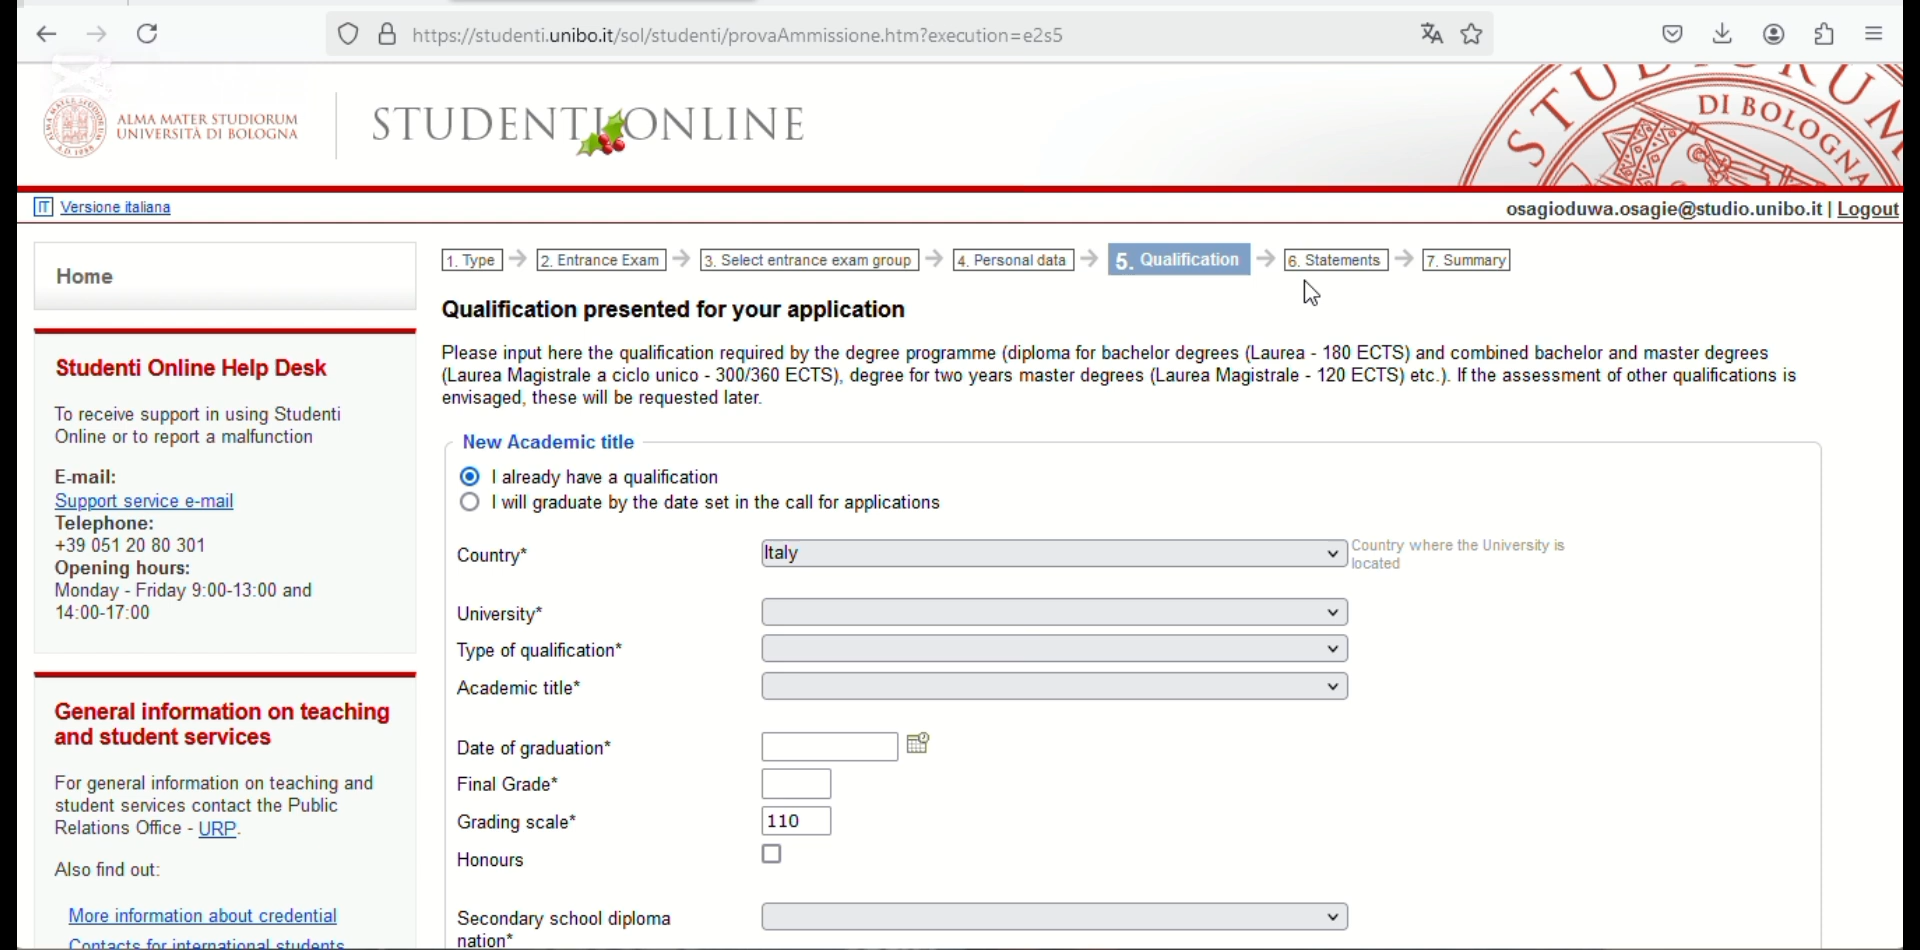 https://studenti.unibo.it/sol/studenti/provaAmmissione.htm?execution=e2s5
ALMA MATER STUDIORUM
UNIVERSITÀ DI BOLOGNA
STUDENTI ONLINE
STUDIORUM
DI BOLOGNA
IT Versione italiana
osagioduwa.osagie@studio.unibo.it | Logout
Home
1. Type
2. Entrance Exam
3. Select entrance exam group
4. Personal data
5. Qualification
6. Statements
7. Summary
Qualification presented for your application
Please input here the qualification required by the degree programme (diploma for bachelor degrees (Laurea - 180 ECTS) and combined bachelor and master degrees
(Laurea Magistrale a ciclo unico - 300/360 ECTS), degree for two years master degrees (Laurea Magistrale - 120 ECTS) etc.). If the assessment of other qualifications is
envisaged, these will be requested later.
Studenti Online Help Desk
To receive support in using Studenti
Online or to report a malfunction
E-mail:
Support service e-mail
Telephone:
+39 051 20 80 301
Opening hours:
Monday - Friday 9:00-13:00 and
14:00-17:00
General information on teaching
and student services
For general information on teaching and
student services contact the Public
Relations Office - URP.
Also find out:
More information about credential
Contacts for international students
New Academic title
I already have a qualification
I will graduate by the date set in the call for applications
Country*
Italy
Country where the University is
located
University*
Type of qualification*
Academic title*
Date of graduation*
Final Grade*
Grading scale*
110
Honours
Secondary school diploma
nation*